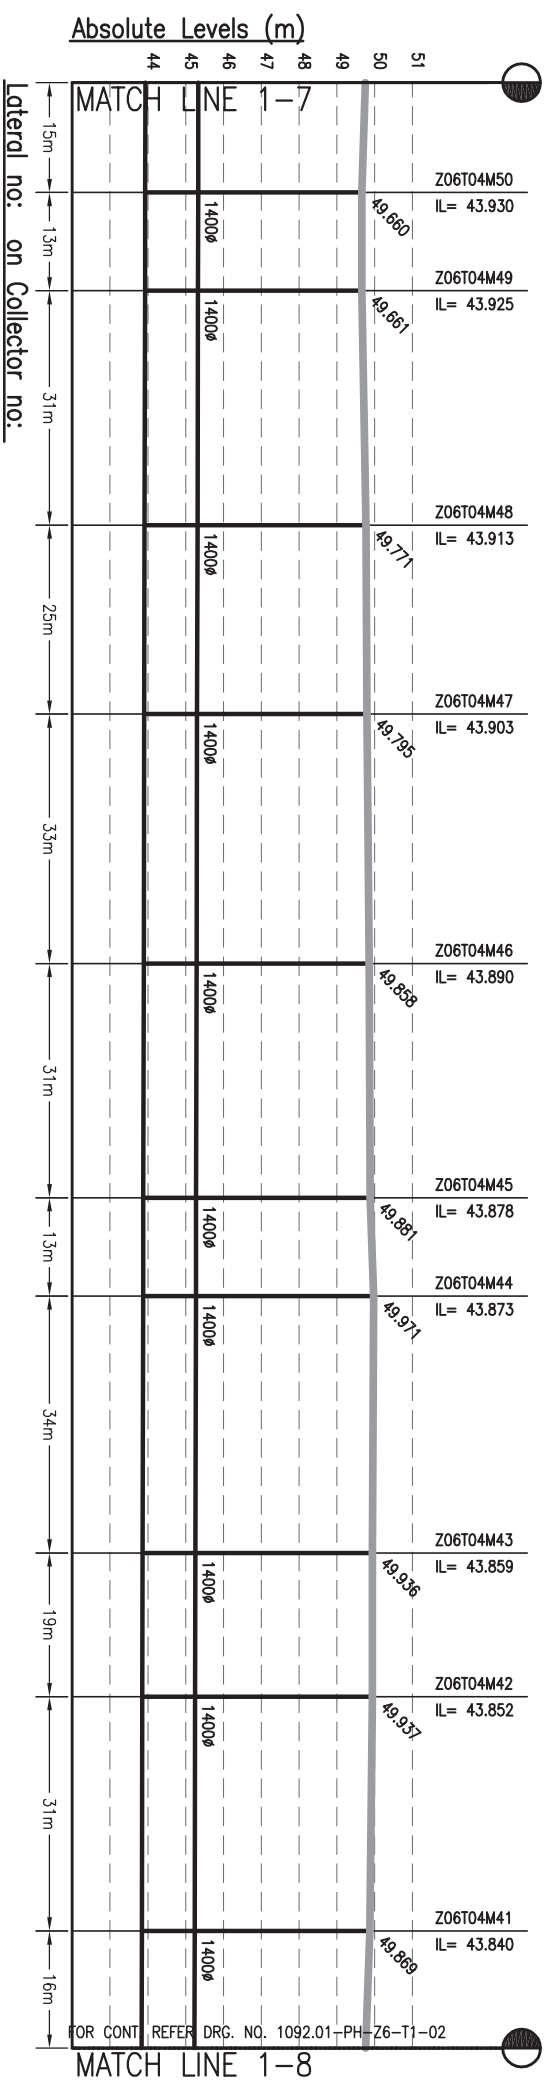 Absolute Levels (m)
44 45 46 47 48 49 50 51
MATCH LINE 1-7
Lateral no: on Collector no:
15m
Z06T04M50
IL= 43.930
49.660
1400ø
13m
Z06T04M49
IL= 43.925
49.661
1400ø
31m
Z06T04M48
IL= 43.913
49.771
1400ø
25m
Z06T04M47
IL= 43.903
49.795
1400ø
33m
Z06T04M46
IL= 43.890
49.858
1400ø
31m
Z06T04M45
IL= 43.878
49.881
1400ø
13m
Z06T04M44
IL= 43.873
49.971
1400ø
34m
Z06T04M43
IL= 43.859
49.936
1400ø
19m
Z06T04M42
IL= 43.852
49.937
1400ø
31m
Z06T04M41
IL= 43.840
49.869
1400ø
16m
FOR CONT. REFER DRG. NO. 1092.01-PH-Z6-T1-02
MATCH LINE 1-8